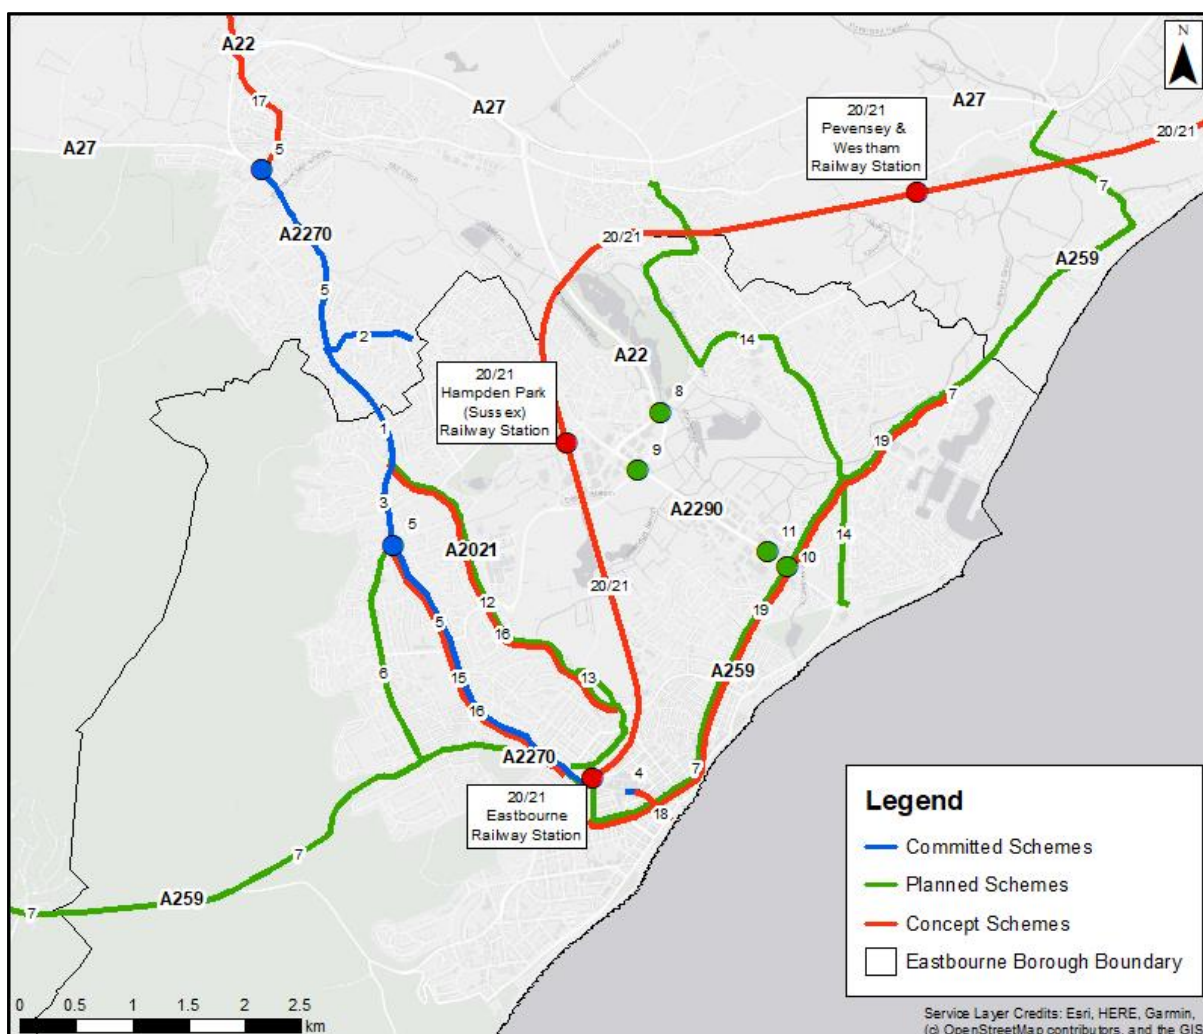 A22
N
17
A27
20/21
Pevensey &
Westham
Railway Station
A27
20/21
A27
5
A2270
7
20/21
A259
5
2
14
A22
20/21
Hampden Park
(Sussex)
Railway Station
8
7
1
19
9
3
5
A2290
A2021
11
14
10
20/21
12
19
5
16
6
15
13
A259
16
A2270
4
7
20/21
Eastbourne
Railway Station
18
7
A259
7
Legend
Committed Schemes
Planned Schemes
Concept Schemes
Eastbourne Borough Boundary
0 0.5 1 1.5 2 2.5
km
Service Layer Credits: Esri, HERE, Garmin,
(c) OpenStreetMap contributors, and the GIS